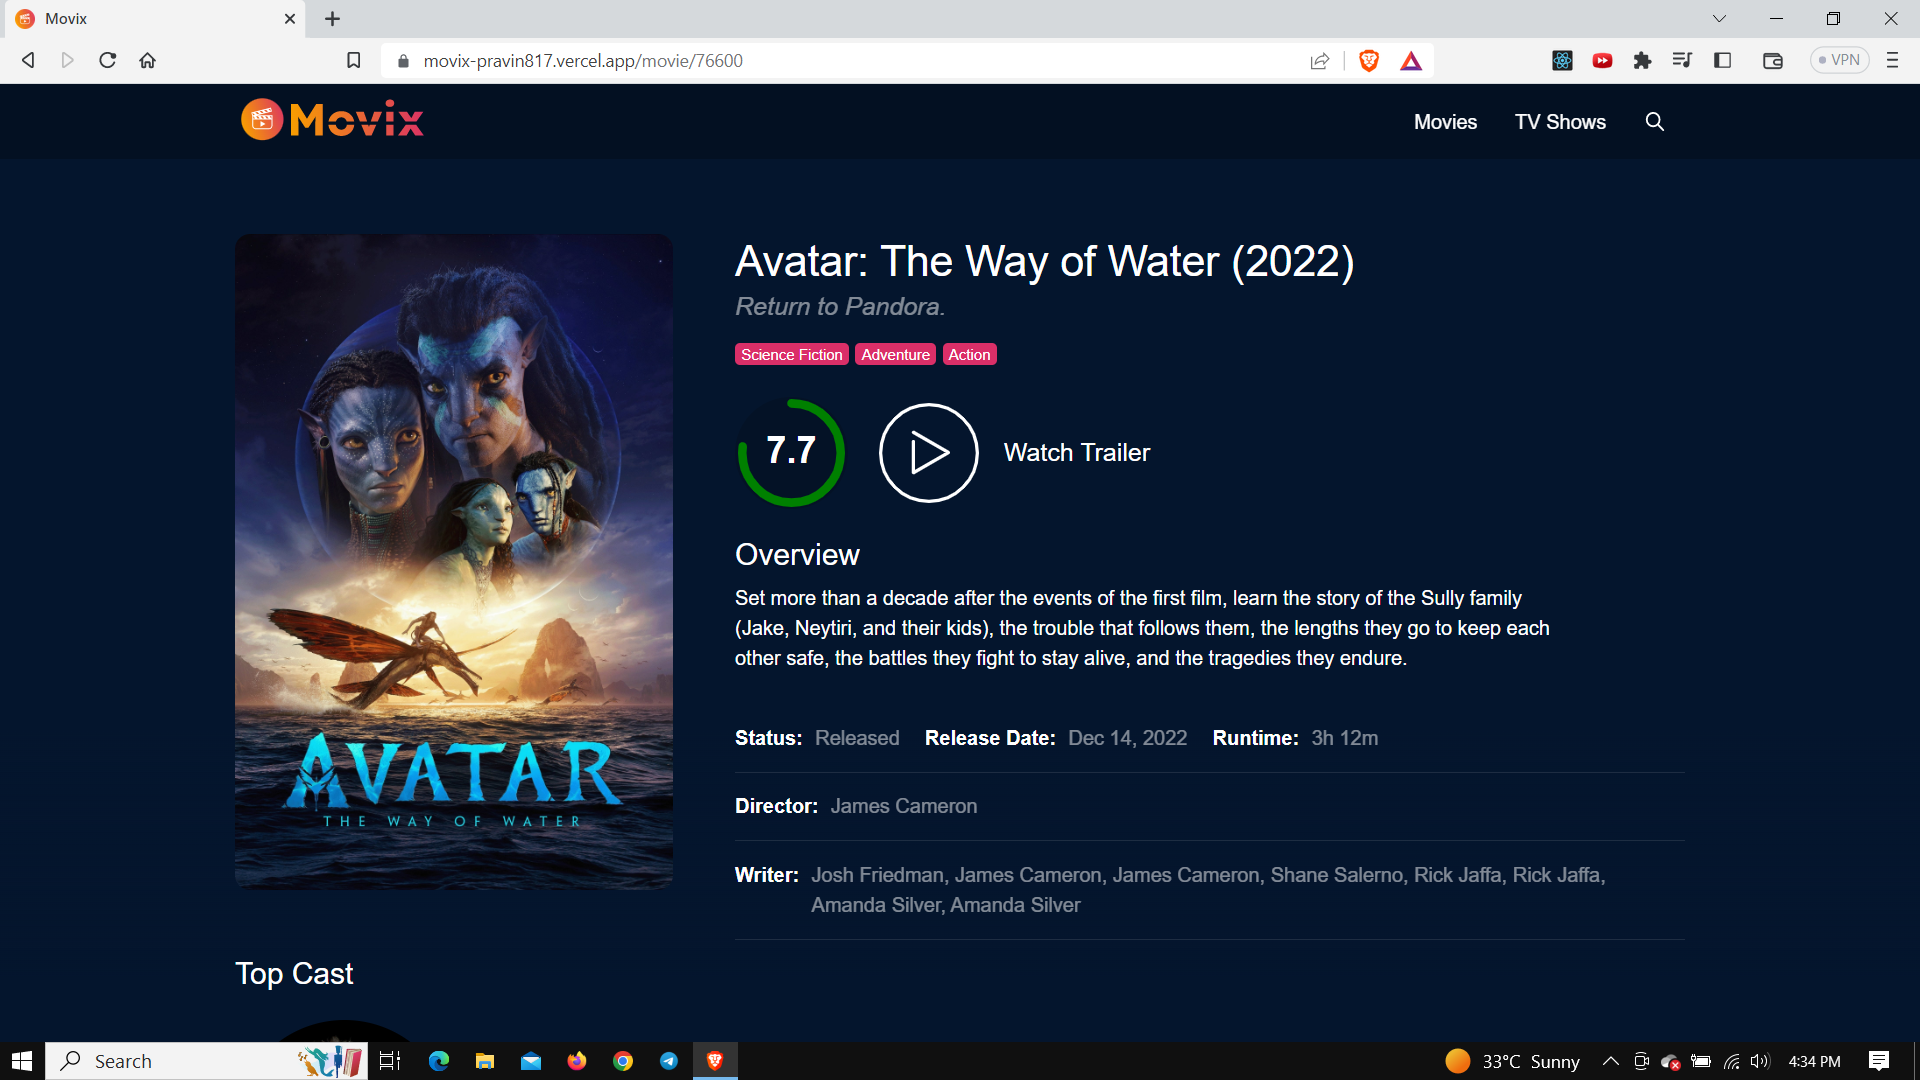 Movix
movix-pravin817.vercel.app/movie/76600
VPN
Movix
Movies
TV Shows
Avatar: The Way of Water (2022)
Return to Pandora.
Science Fiction
Adventure
Action
7.7
Watch Trailer
Overview
Set more than a decade after the events of the first film, learn the story of the Sully family
(Jake, Neytiri, and their kids), the trouble that follows them, the lengths they go to keep each
other safe, the battles they fight to stay alive, and the tragedies they endure.
Status: Released Release Date: Dec 14, 2022 Runtime: 3h 12m
Director: James Cameron
Writer: Josh Friedman, James Cameron, James Cameron, Shane Salerno, Rick Jaffa, Rick Jaffa,
Amanda Silver, Amanda Silver
AVATAR
THE WAY OF WATER
Top Cast
Search
33°C Sunny
4:34 PM